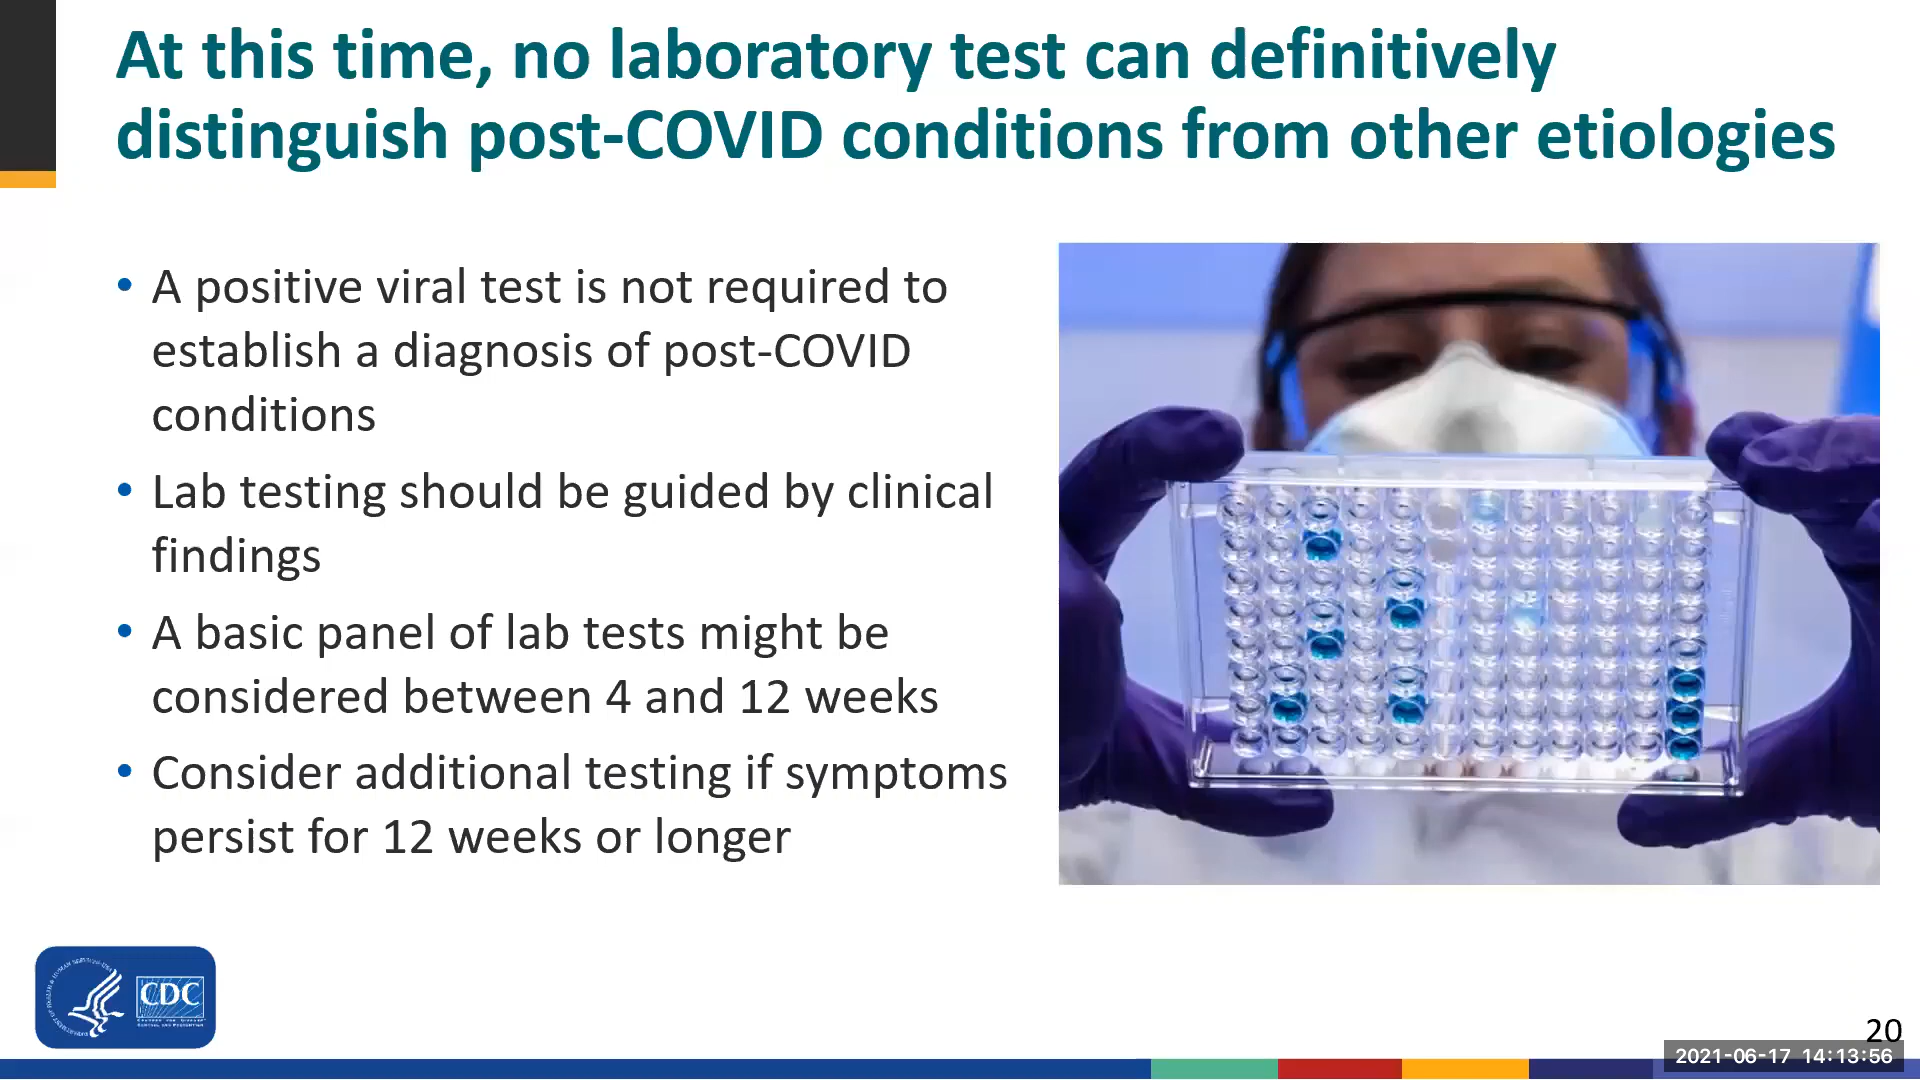 At this time, no laboratory test can definitively
distinguish post-COVID conditions from other etiologies
• A positive viral test is not required to
establish a diagnosis of post-COVID
conditions
• Lab testing should be guided by clinical
findings
• A basic panel of lab tests might be
considered between 4 and 12 weeks
• Consider additional testing if symptoms
persist for 12 weeks or longer
CDC
20
2021-06-17 14:13:56